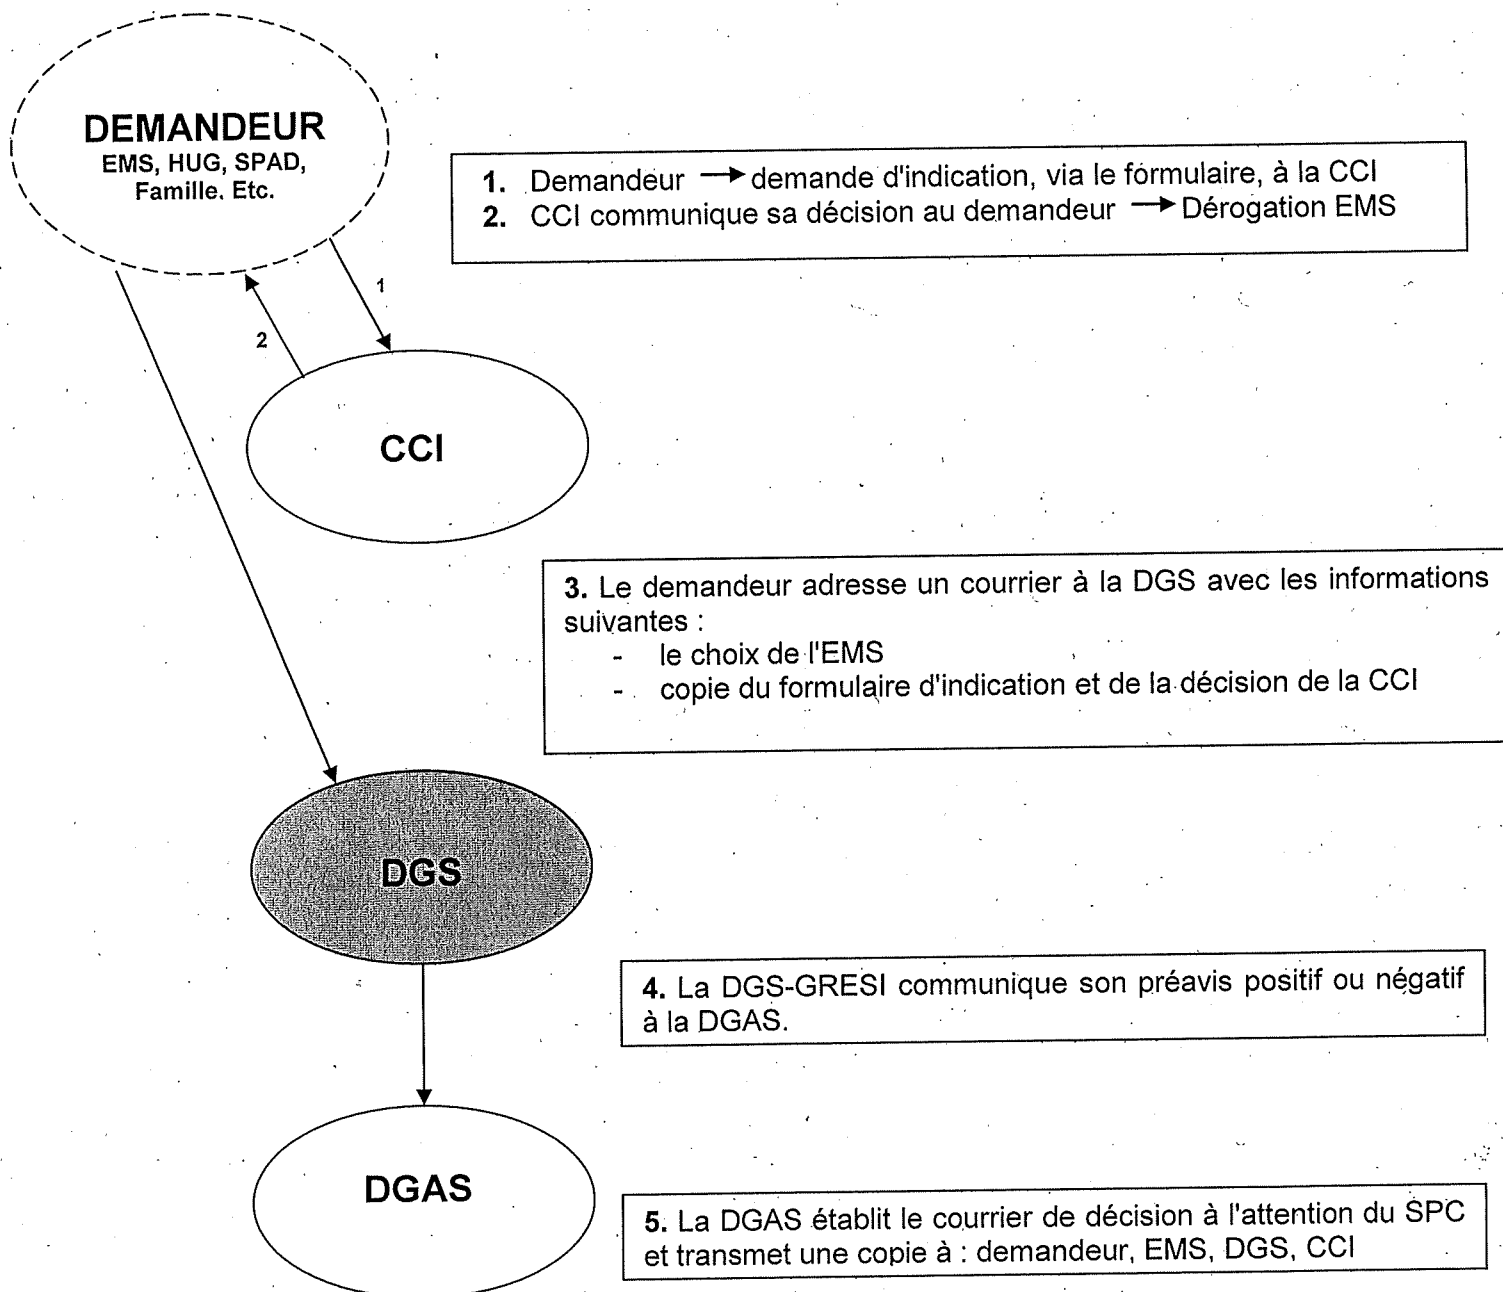 DEMANDEUR
EMS, HUG, SPAD,
Famille. Etc.
1. Demandeur → demande d'indication, via le formulaire, à la CCI
2. CCI communique sa décision au demandeur → Dérogation EMS
1
2
CCI
3. Le demandeur adresse un courrier à la DGS avec les informations
suivantes :
- le choix de l'EMS
- copie du formulaire d'indication et de la décision de la CCI
DGS
4. La DGS-GRESI communique son préavis positif ou négatif
à la DGAS.
DGAS
5. La DGAS établit le courrier de décision à l'attention du SPC
et transmet une copie à : demandeur, EMS, DGS, CCI